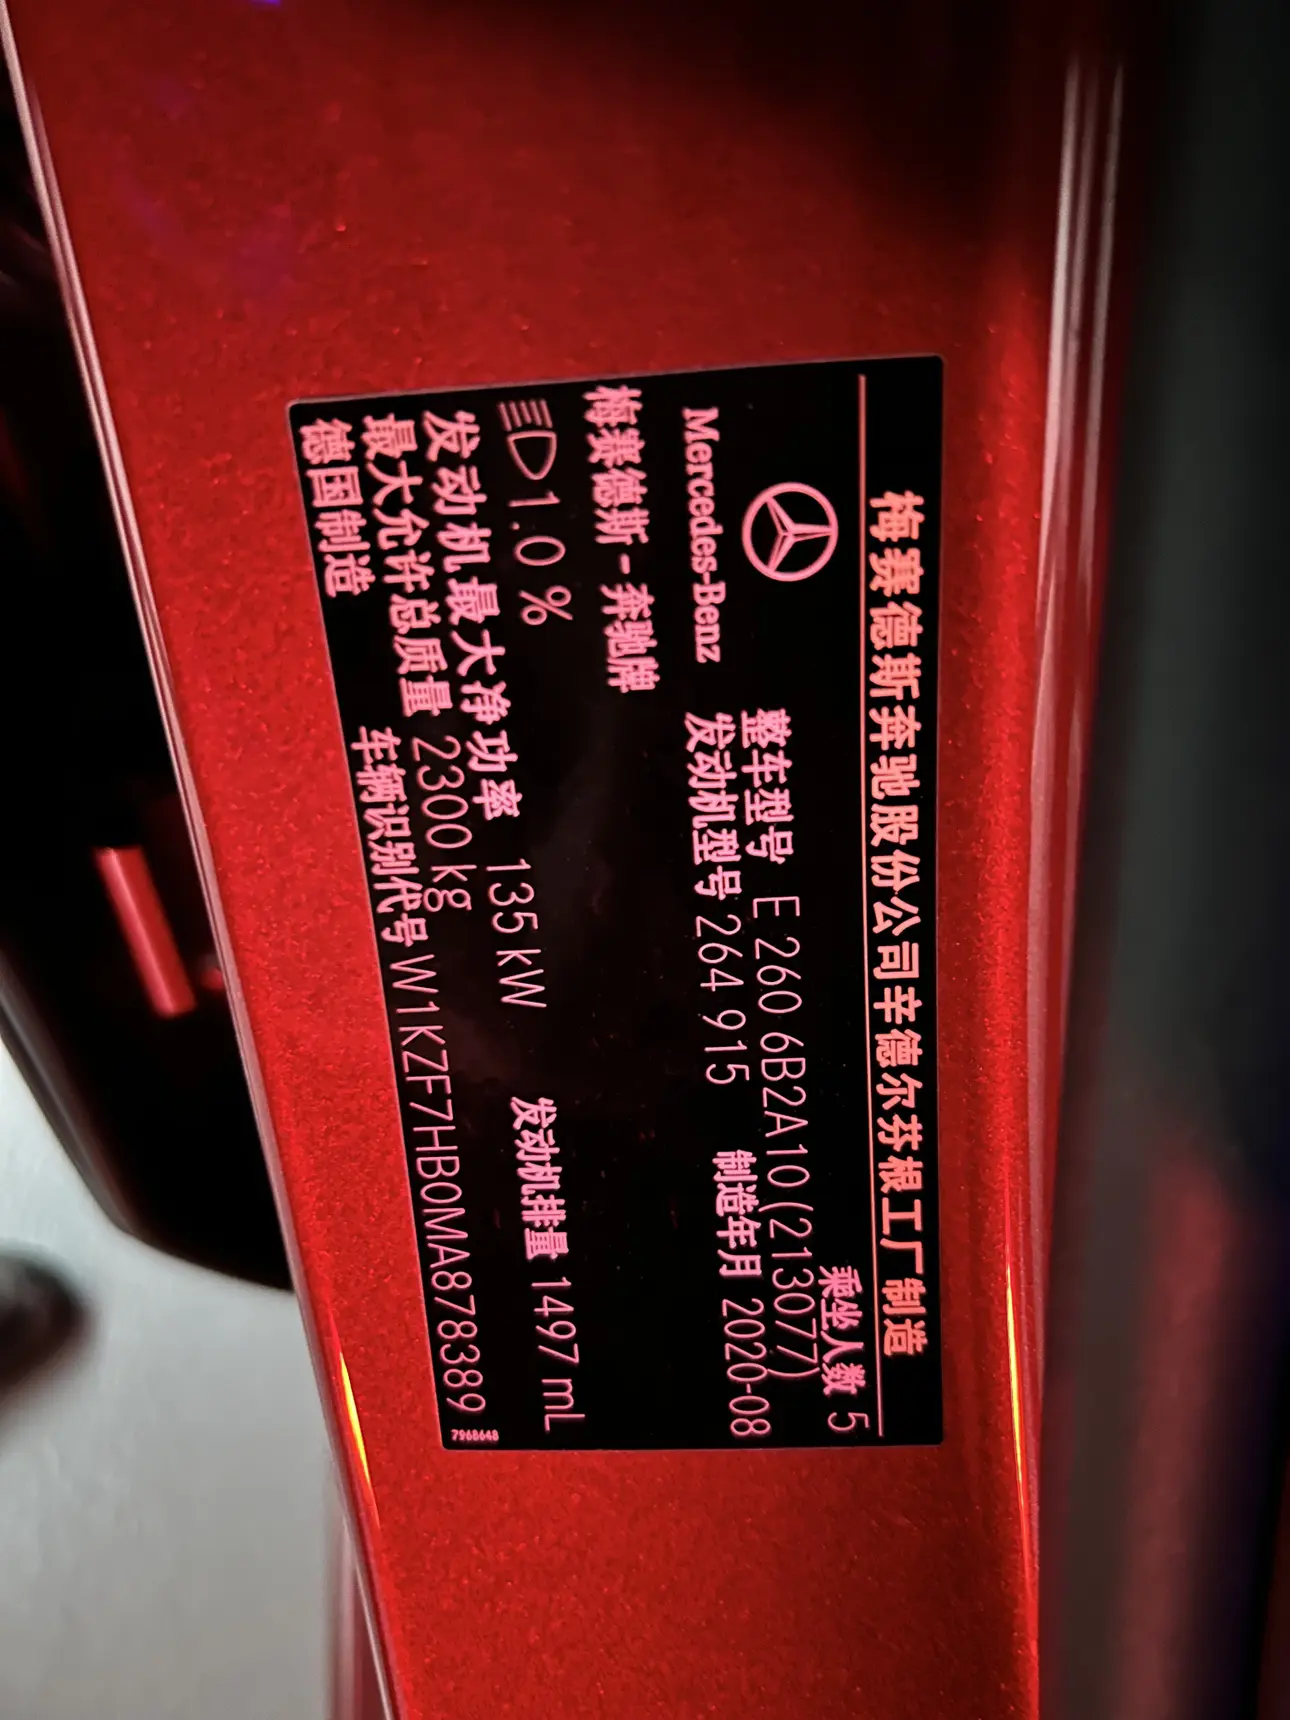 梅赛德斯奔驰股份公司辛德尔芬根工厂制造
乘坐人数 5
整车型号 E 260 6B2A10(213077)
Mercedes-Benz
发动机型号 264 915
制造年月 2020-08
梅赛德斯-奔驰牌
1.0 %
发动机排量 1497 mL
发动机最大净功率 135 kW
最大允许总质量 2300 kg
德国制造
车辆识别代号 W1KZF7HB0MA878389
7968648